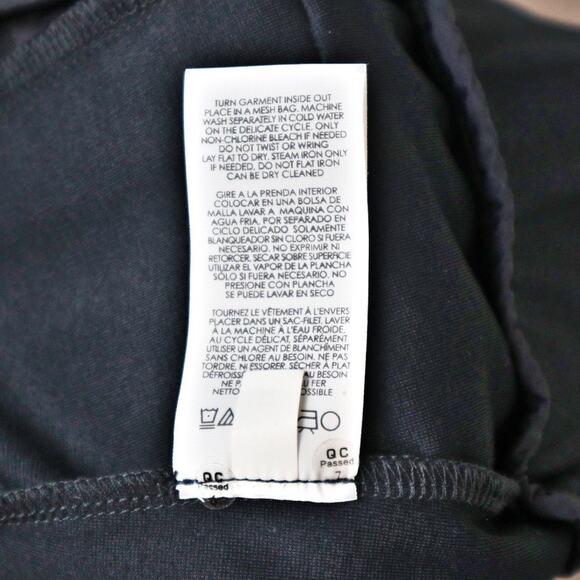 TURN GARMENT INSIDE OUT
PLACE IN A MESH BAG. MACHINE
WASH SEPARATELY IN COLD WATER
ON THE DELICATE CYCLE. ONLY
NON-CHLORINE BLEACH IF NEEDED
DO NOT TWIST OR WRING
LAY FLAT TO DRY. STEAM IRON ONLY
IF NEEDED. DO NOT FLAT IRON
CAN BE DRY CLEANED
GIRE A LA PRENDA INTERIOR
COLOCAR EN UNA BOLSA DE
MALLA LAVAR A MAQUINA CON
AGUA FRIA, POR SEPARADO EN
CICLO DELICADO SOLAMENTE
BLANQUEADOR SIN CLORO SI FUERA
NECESARIO. NO EXPRIMIR NI
RETORCER. SECAR SOBRE SUPERFICIE
UTILIZAR EL VAPOR DE LA PLANCHA
SÓLO SI FUERA NECESARIO. NO
PRESIONE CON PLANCHA
SE PUEDE LAVAR EN SECO
TOURNEZ LE VÊTEMENT À L'ENVERS
PLACER DANS UN SAC-FILET. LAVER
À LA MACHINE À L'EAU FROIDE,
AU CYCLE DÉLICAT, SÉPARÉMENT
UTILISER UN AGENT DE BLANCHÎMENT
SANS CHLORE AU BESOIN. NE PAS
TORDRE, NI ESSORER. SÉCHER À PLAT
AU BESOIN.
NE FER
NETTO
QC
Passed
7
QC
Passed